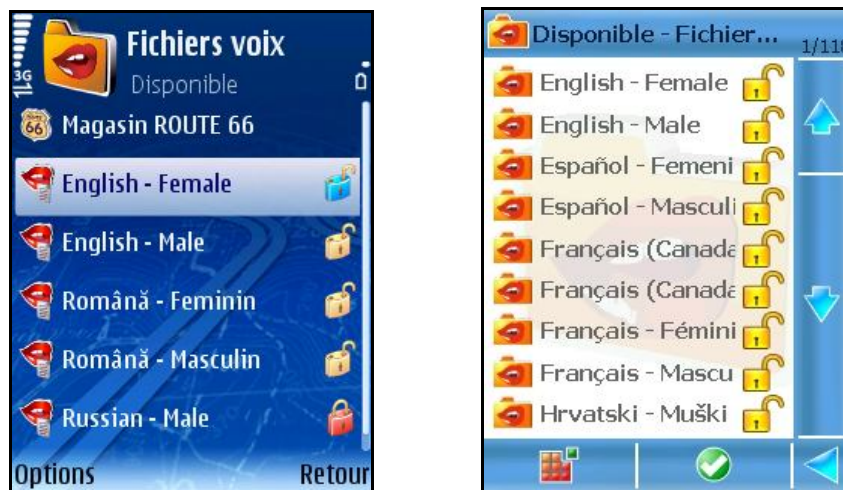 Fichiers voix
3G
Disponible
66
Magasin ROUTE 66
English - Female
English - Male
Română - Feminin
Română - Masculin
Russian - Male
Options
Retour
Disponible - Fichier...
1/118
English - Female
English - Male
Español - Femeni
Español - Masculi
Français (Canada
Français (Canada
Français - Fémini
Français - Mascu
Hrvatski - Muški